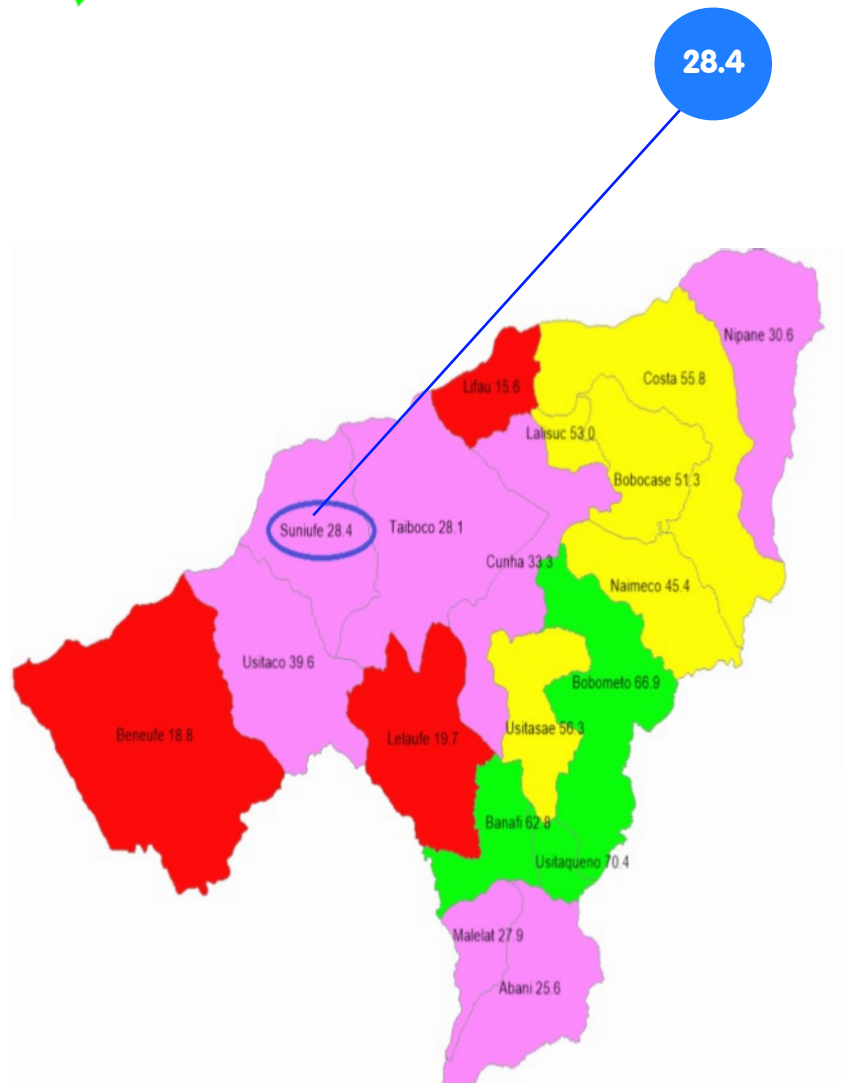 28.4
Nipane 30.6
Costa 55.8
Lifau 15.6
Lalisuc 53.0
Bobocase 51.3
Suniufe 28.4
Taiboco 28.1
Cunha 33.3
Naimeco 45.4
Usitaco 39.6
Bobometo 66.9
Beneufe 18.8
Lelaufe 19.7
Usitasae 56.3
Banafi 62.8
Usitaqueno 70.4
Malelat 27.9
Abani 25.6